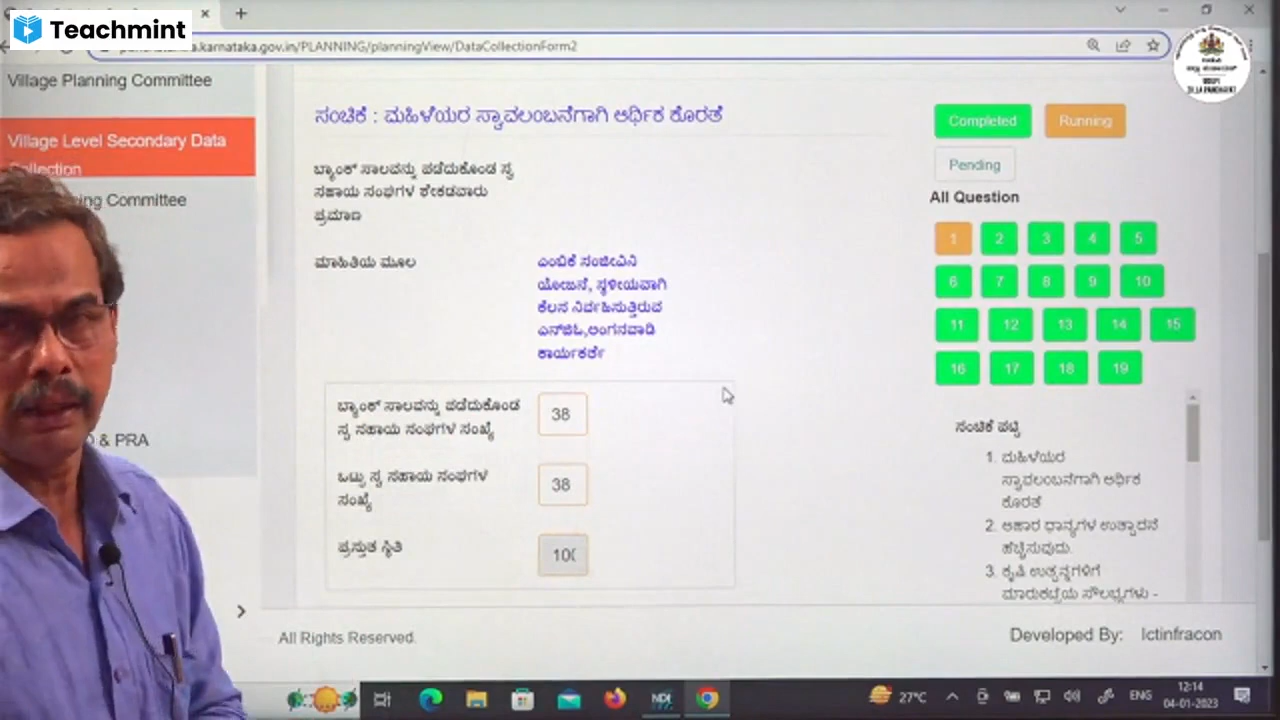 Teachmint
karnataka.gov.in/PLANNING/planningView/DataCollectionForm2
Village Planning Committee
Village Level Secondary Data
Collection
Committee
& PRA
ಸಂಚಿಕೆ : ಮಹಿಳೆಯರ ಸ್ವಾವಲಂಬನೆಗಾಗಿ ಆರ್ಥಿಕ ಕೊರತೆ
ಬ್ಯಾಂಕ್ ಸಾಲವನ್ನು ಪಡೆದುಕೊಂಡ ಸ್ವ
ಸಹಾಯ ಸಂಘಗಳ ಶೇಕಡವಾರು
ಪ್ರಮಾಣ
ಮಾಹಿತಿಯ ಮೂಲ
ಎಂಬಿಕೆ ಸಂಜೀವಿನಿ
ಯೋಜನೆ, ಸ್ಥಳೀಯವಾಗಿ
ಕೆಲಸ ನಿರ್ವಹಿಸುತ್ತಿರುವ
ಎನ್‌ಜಿಓ,ಅಂಗನವಾಡಿ
ಕಾರ್ಯಕರ್ತೆ
ಬ್ಯಾಂಕ್ ಸಾಲವನ್ನು ಪಡೆದುಕೊಂಡ
ಸ್ವ ಸಹಾಯ ಸಂಘಗಳ ಸಂಖ್ಯೆ
38
ಒಟ್ಟು ಸ್ವ ಸಹಾಯ ಸಂಘಗಳ
ಸಂಖ್ಯೆ
38
ಪ್ರಸ್ತುತ ಸ್ಥಿತಿ
100
Completed Running
Pending
All Question
1 2 3 4 5
6 7 8 9 10
11 12 13 14 15
16 17 18 19
ಸಂಚಿಕೆ ಪಟ್ಟಿ
1. ಮಹಿಳೆಯರ
ಸ್ವಾವಲಂಬನೆಗಾಗಿ ಆರ್ಥಿಕ
ಕೊರತೆ
2. ಆಹಾರ ಧಾನ್ಯಗಳ ಉತ್ಪಾದನೆ
ಹೆಚ್ಚಿಸುವುದು.
3. ಕೃಷಿ ಉತ್ಪನ್ನಗಳಿಗೆ
ಮಾರುಕಟ್ಟೆಯ ಸೌಲಭ್ಯಗಳು -
All Rights Reserved.
Developed By: Ictinfracon
27°C
ENG
12:14
04-01-2023